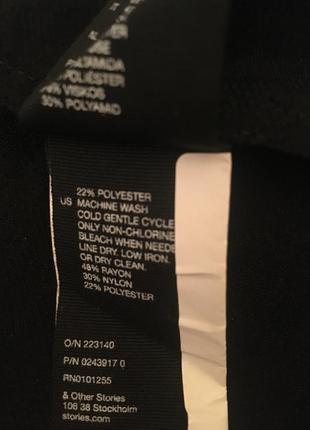 POLIÉSTER
VISKOS
30% POLYAMID
22% POLYESTER
US MACHINE WASH
COLD GENTLE CYCLE
ONLY NON-CHLORINE
BLEACH WHEN NEEDE
LINE DRY. LOW IRON.
OR DRY CLEAN.
48% RAYON
30% NYLON
22% POLYESTER
O/N 223140
P/N 0243917 0
RN0101255
& Other Stories
106 38 Stockholm
stories.com